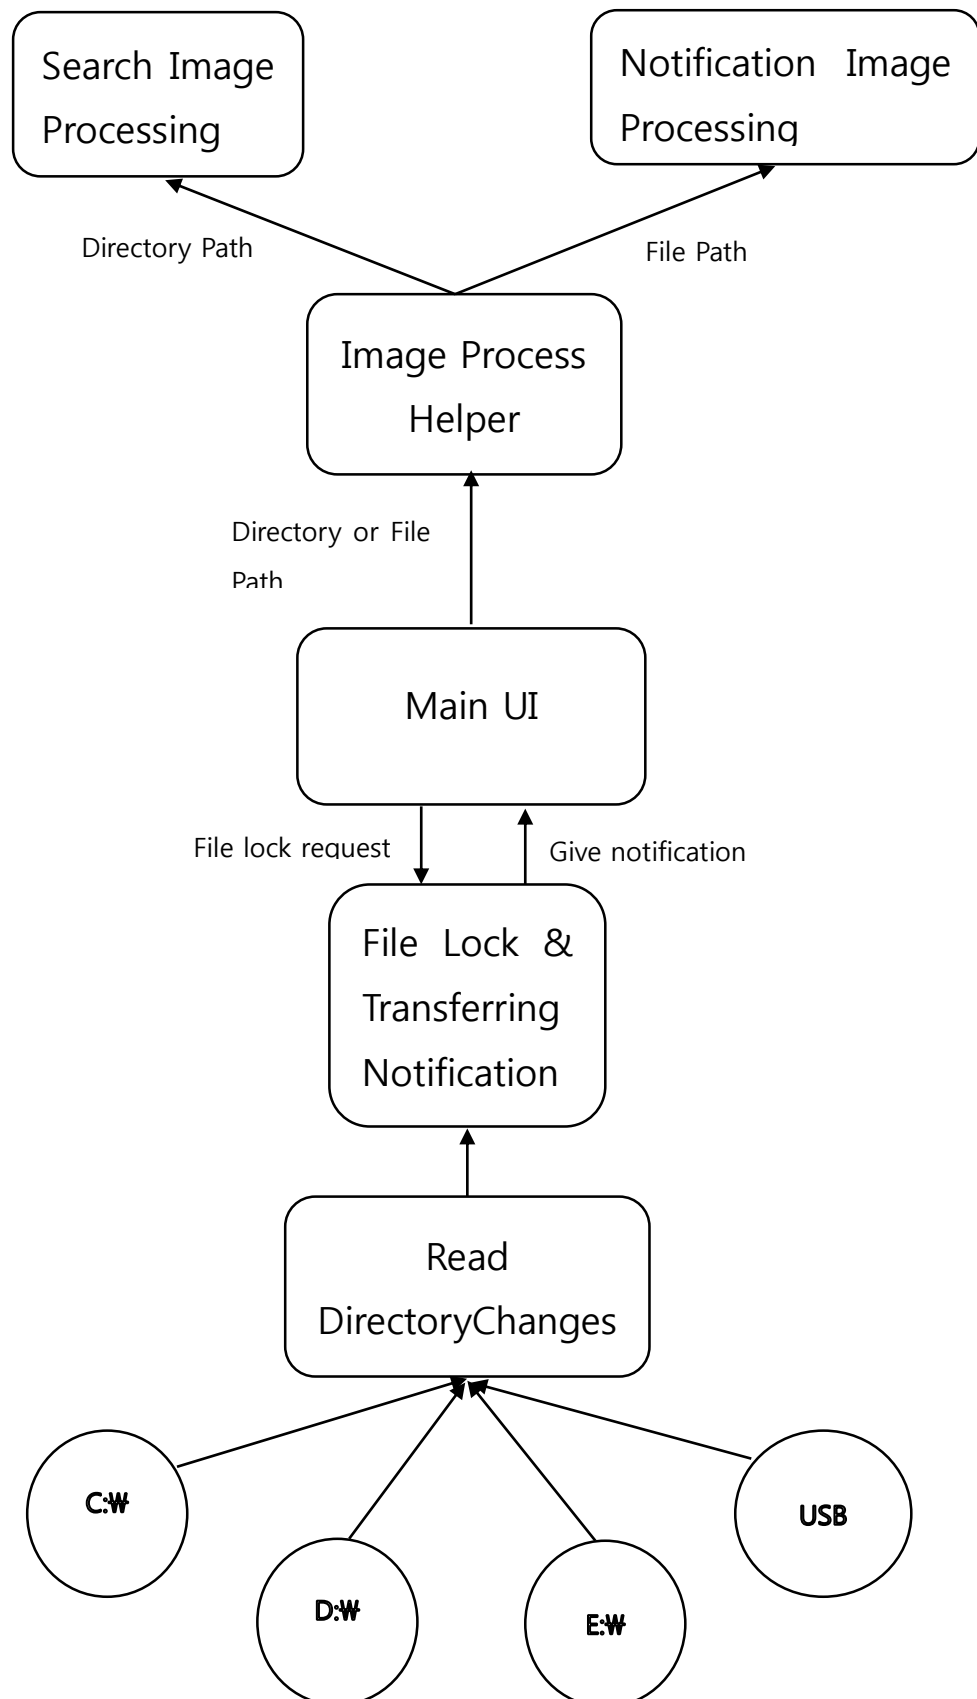 Search Image
Processing
Notification Image
Processing
Directory Path
File Path
Image Process
Helper
Directory or File
Path
Main UI
File lock request
Give notification
File Lock &
Transferring
Notification
Read
DirectoryChanges
C:₩
D:₩
E:₩
USB